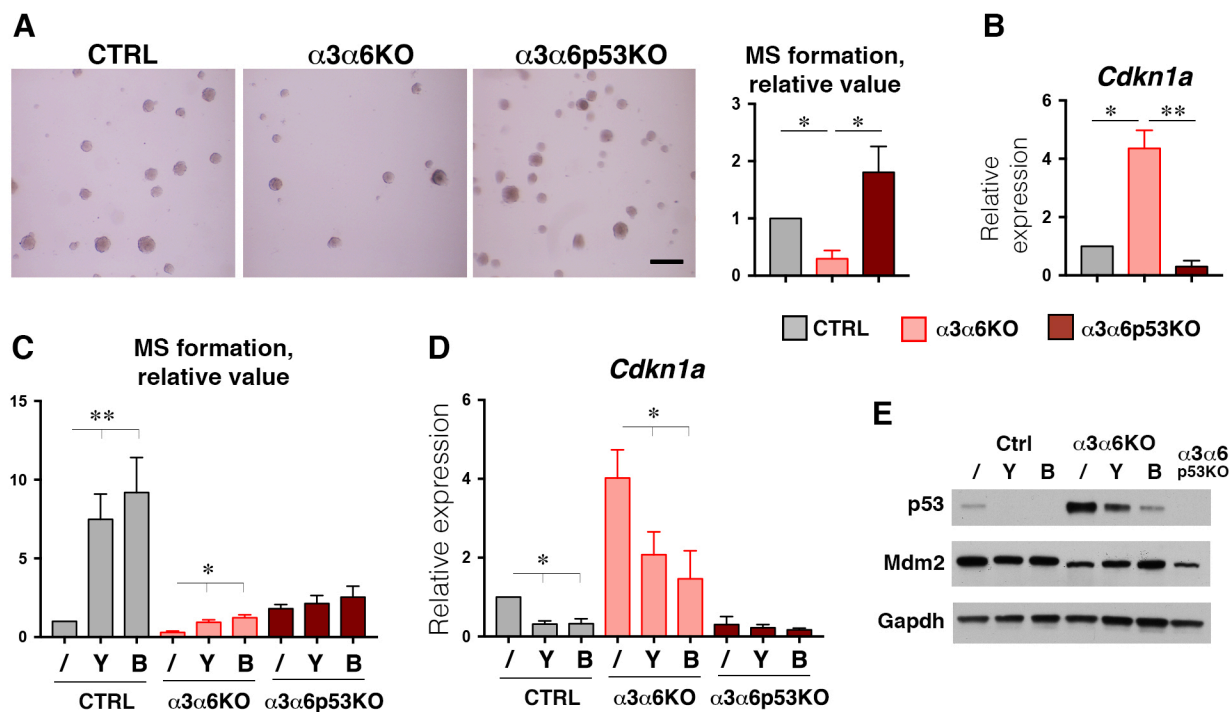 A
CTRL
α3α6KO
α3α6p53KO
MS formation,
relative value
3
2
1
0
*
*
B
Cdkn1a
Relative
expression
6
4
2
0
*
**
CTRL
α3α6KO
α3α6p53KO
C
MS formation,
relative value
15
10
5
0
**
*
/ Y B / Y B / Y B
CTRL α3α6KO α3α6p53KO
D
Cdkn1a
Relative expression
6
4
2
0
*
*
/ Y B / Y B / Y B
CTRL α3α6KO α3α6p53KO
E
Ctrl α3α6KO α3α6
p53KO
/ Y B / Y B
p53
Mdm2
Gapdh